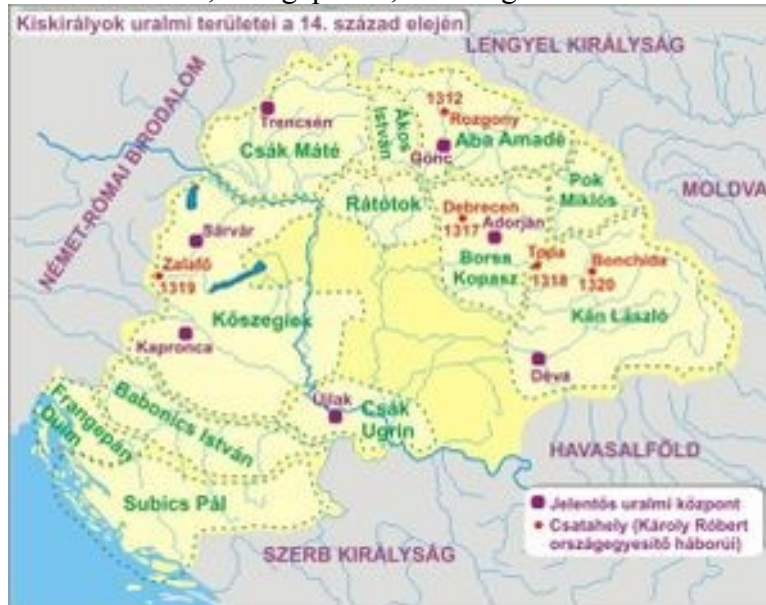 Kiskirályok uralmi területei a 14. század elején
LENGYEL KIRÁLYSÁG
NÉMET-RÓMAI BIRODALOM
MOLDVA
Trencsén
Csák Máté
Ákos
István
1312
Rozgony
Aba Amadé
Gönc
Pok
Miklós
Rátótok
Debrecen
1317
Adorján
Borsa
Kopasz
Topa
1318
Bonchida
1320
Kán László
Déva
Sárvár
Zalafő
1319
Kőszegiek
Kapronca
Újlak
Csák
Ugrin
Babonics István
Frangepán
Dujin
Subics Pál
HAVASALFÖLD
SZERB KIRÁLYSÁG
Jelentős uralmi központ
Csatahely (Károly Róbert
országegyesítő háborúi)